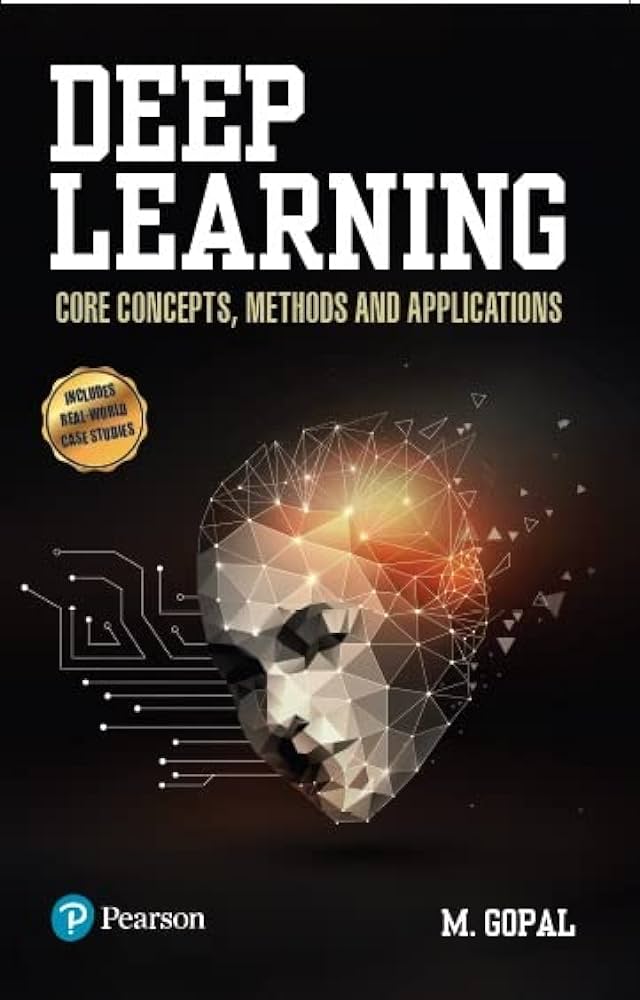 DEEP
LEARNING
CORE CONCEPTS, METHODS AND APPLICATIONS
INCLUDES
REAL-WORLD
CASE STUDIES
Pearson
M. GOPAL